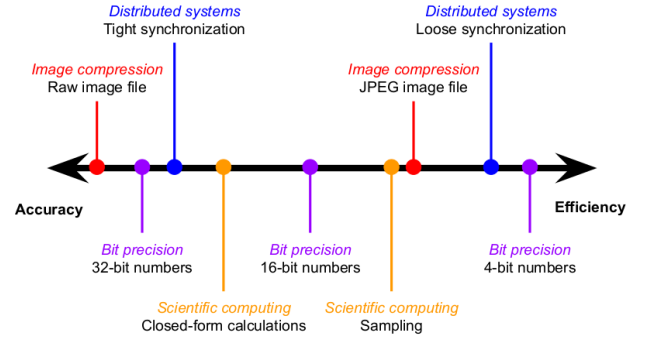 Distributed systems
Tight synchronization
Distributed systems
Loose synchronization
Image compression
Raw image file
Image compression
JPEG image file
Accuracy
Efficiency
Bit precision
32-bit numbers
Bit precision
16-bit numbers
Bit precision
4-bit numbers
Scientific computing
Closed-form calculations
Scientific computing
Sampling